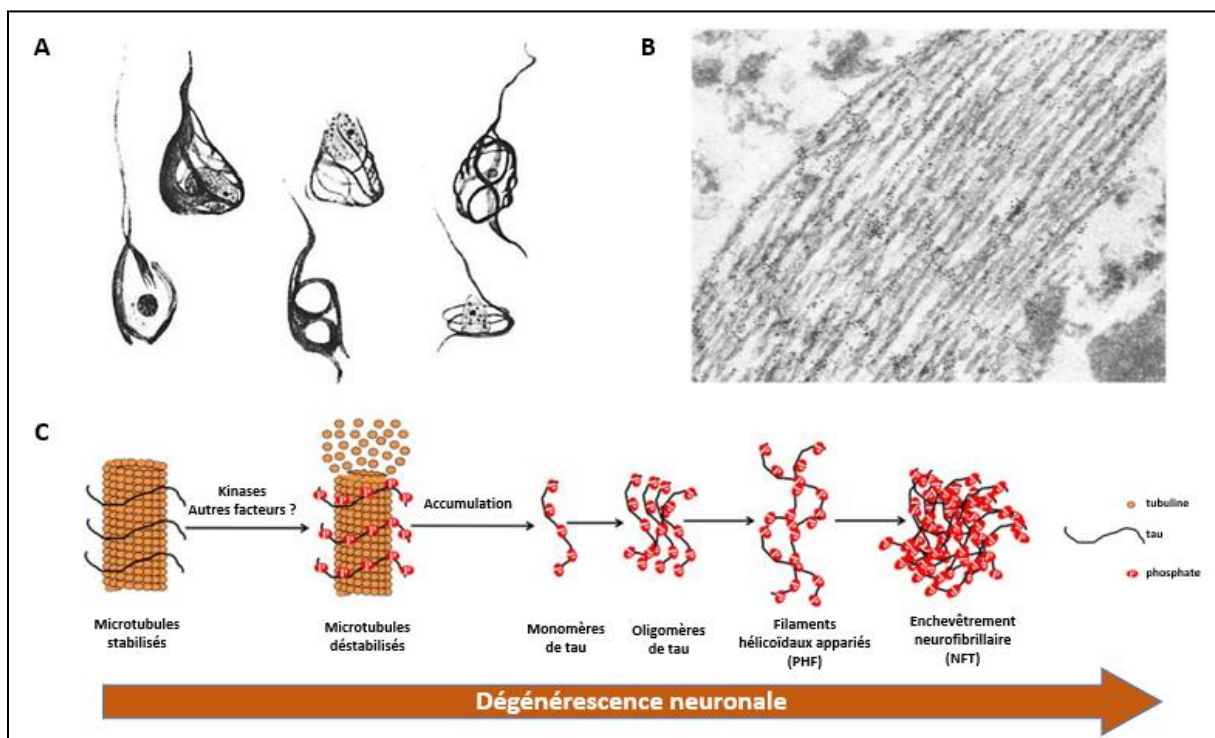 A
B
C
Kinases
Autres facteurs ?
Accumulation
tubuline
tau
P phosphate
Microtubules
stabilisés
Microtubules
déstabilisés
Monomères
de tau
Oligomères
de tau
Filaments
hélicoïdaux appariés
(PHF)
Enchevêtrement
neurofibrillaire
(NFT)
Dégénérescence neuronale